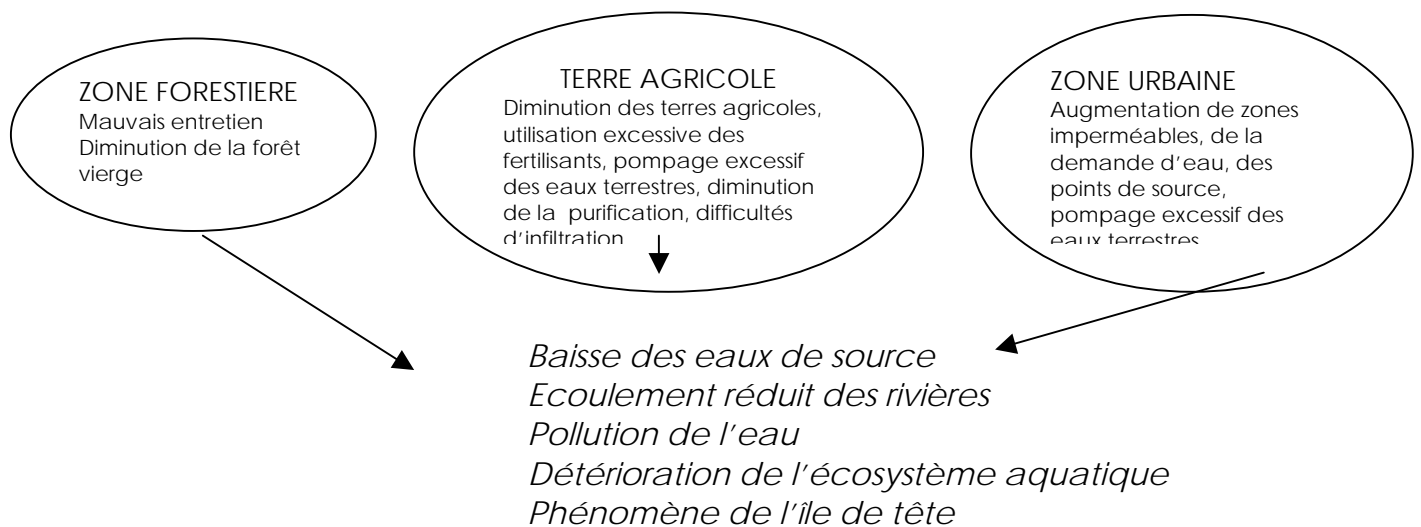 ZONE FORESTIERE
Mauvais entretien
Diminution de la forêt
vierge
TERRE AGRICOLE
Diminution des terres agricoles,
utilisation excessive des
fertilisants, pompage excessif
des eaux terrestres, diminution
de la purification, difficultés
d’infiltration
ZONE URBAINE
Augmentation de zones
imperméables, de la
demande d’eau, des
points de source,
pompage excessif des
eaux terrestres
Baisse des eaux de source
Ecoulement réduit des rivières
Pollution de l’eau
Détérioration de l’écosystème aquatique
Phénomène de l’île de tête